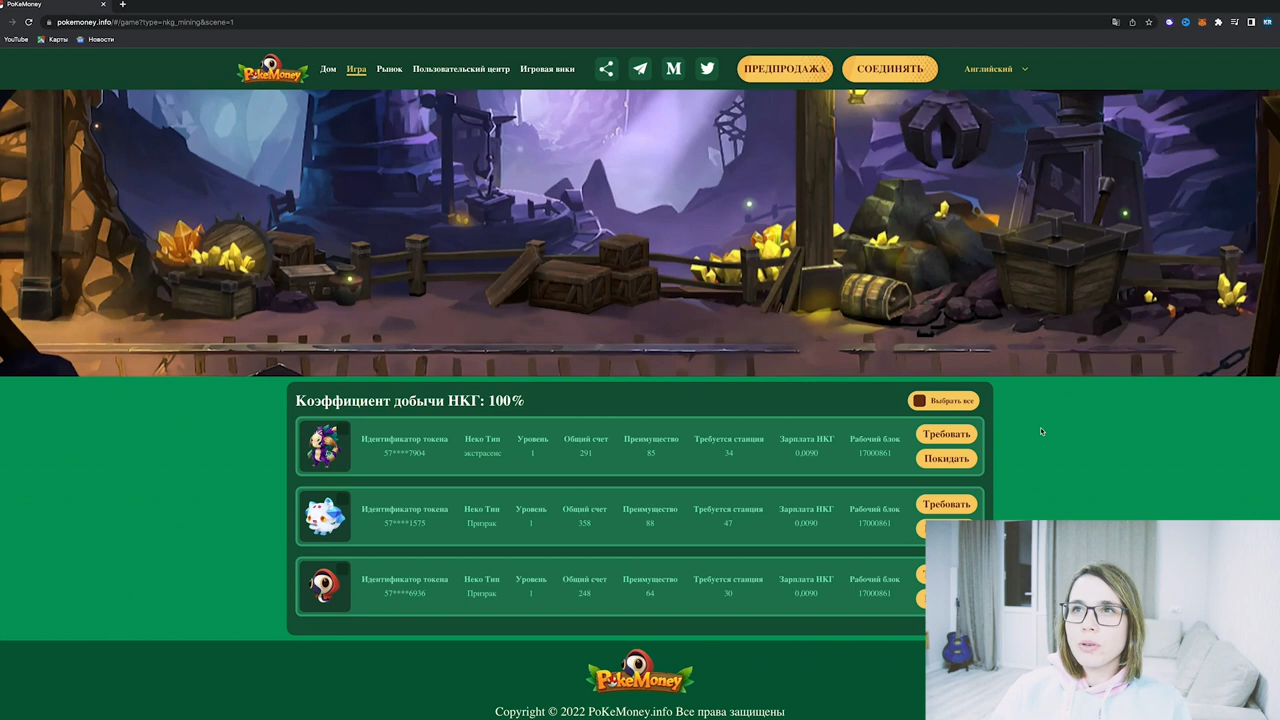 PoKeMoney
pokemoney.info/#/game?type=nkg_mining&scene=1
YouTube Карты Новости
PokeMoney Дом Игра Рынок Пользовательский центр Игровая вики M ПРЕДПРОДАЖА СОЕДИНЯТЬ Английский
Коэффициент добычи НКГ: 100% Выбрать все
Идентификатор токена Неко Тип Уровень Общий счет Преимущество Требуется станция Зарплата НКГ Рабочий блок Требовать
57****7904 экстрасенс 1 291 85 34 0,0090 17000861 Покидать
Идентификатор токена Неко Тип Уровень Общий счет Преимущество Требуется станция Зарплата НКГ Рабочий блок Требовать
57****1575 Призрак 1 358 88 47 0,0090 17000861
Идентификатор токена Неко Тип Уровень Общий счет Преимущество Требуется станция Зарплата НКГ Рабочий блок
57****6936 Призрак 1 248 64 30 0,0090 17000861
PokeMoney
Copyright © 2022 PoKeMoney.info Все права защищены